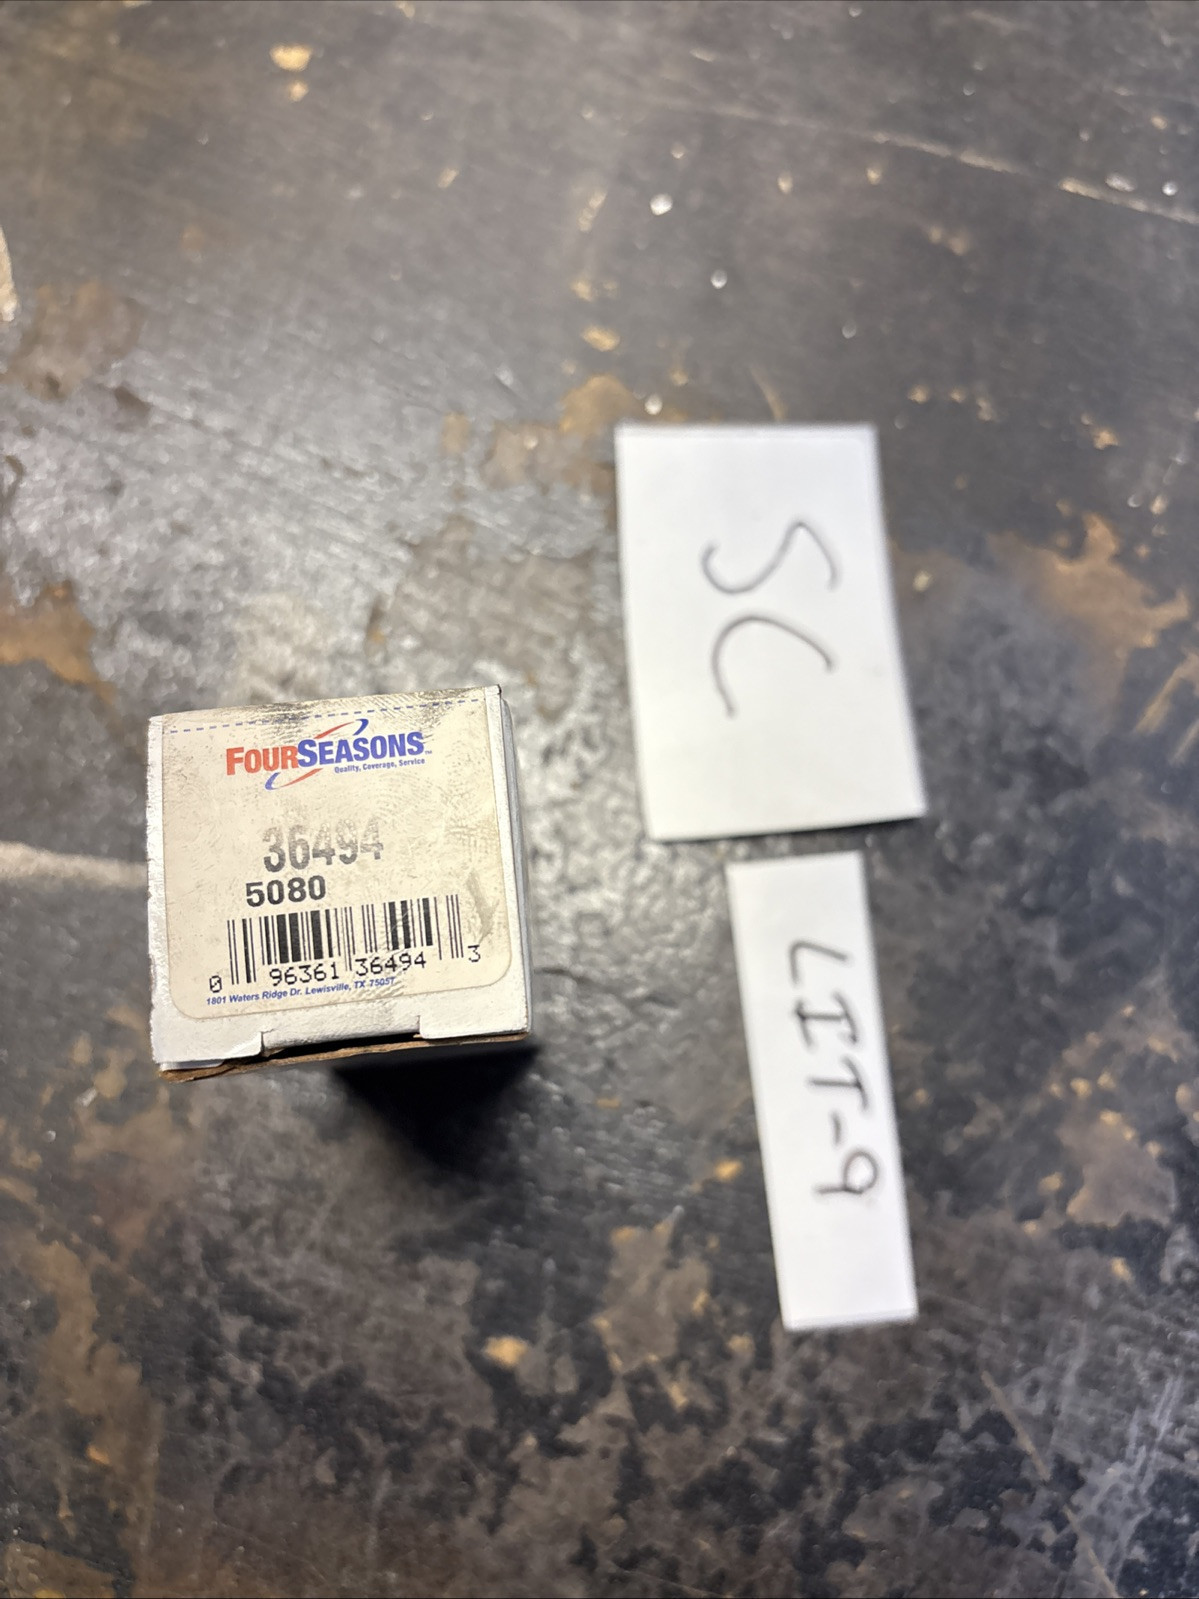 FOURSEASONS™
Quality, Coverage, Service
36494
5080
0 96361 36494 3
1801 Waters Ridge Dr. Lewisville, TX 75057
SC
LIT-9